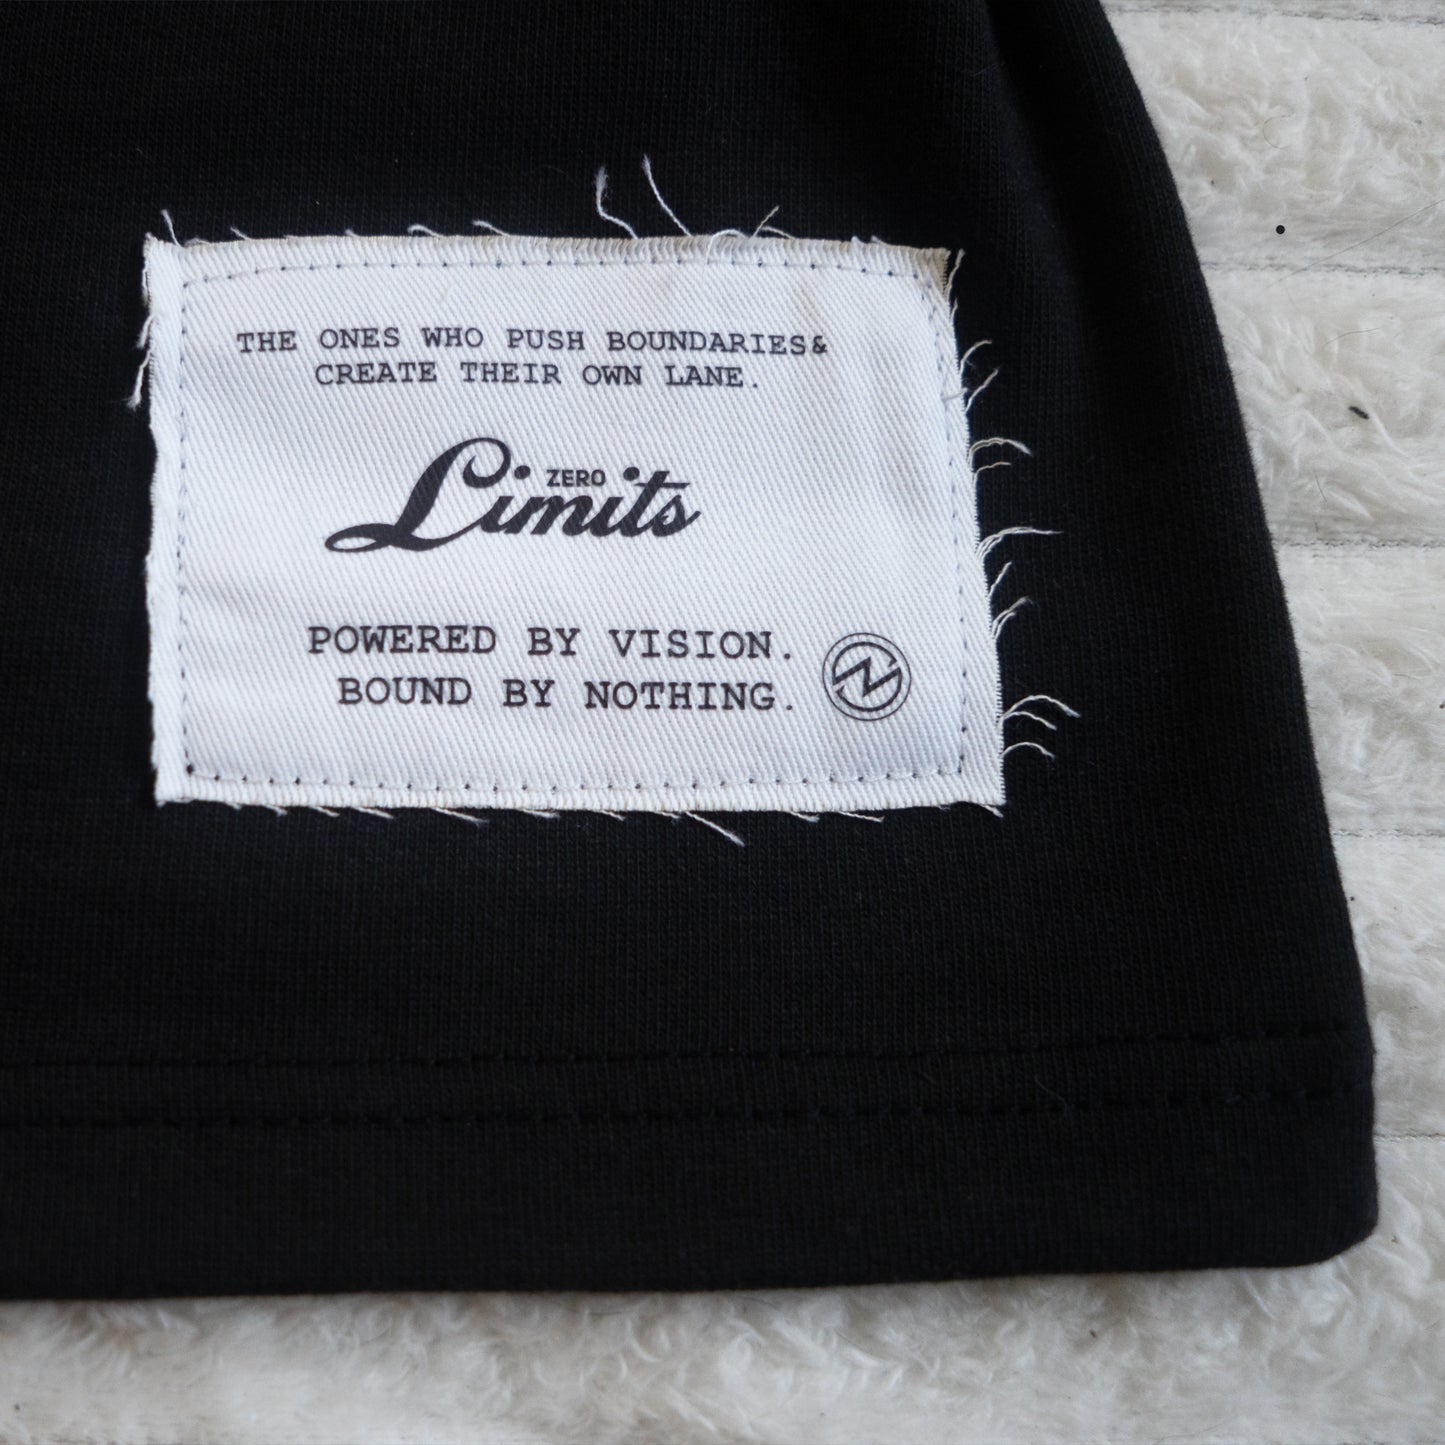 THE ONES WHO PUSH BOUNDARIES&
CREATE THEIR OWN LANE.
ZERO
Limits
POWERED BY VISION.
BOUND BY NOTHING.